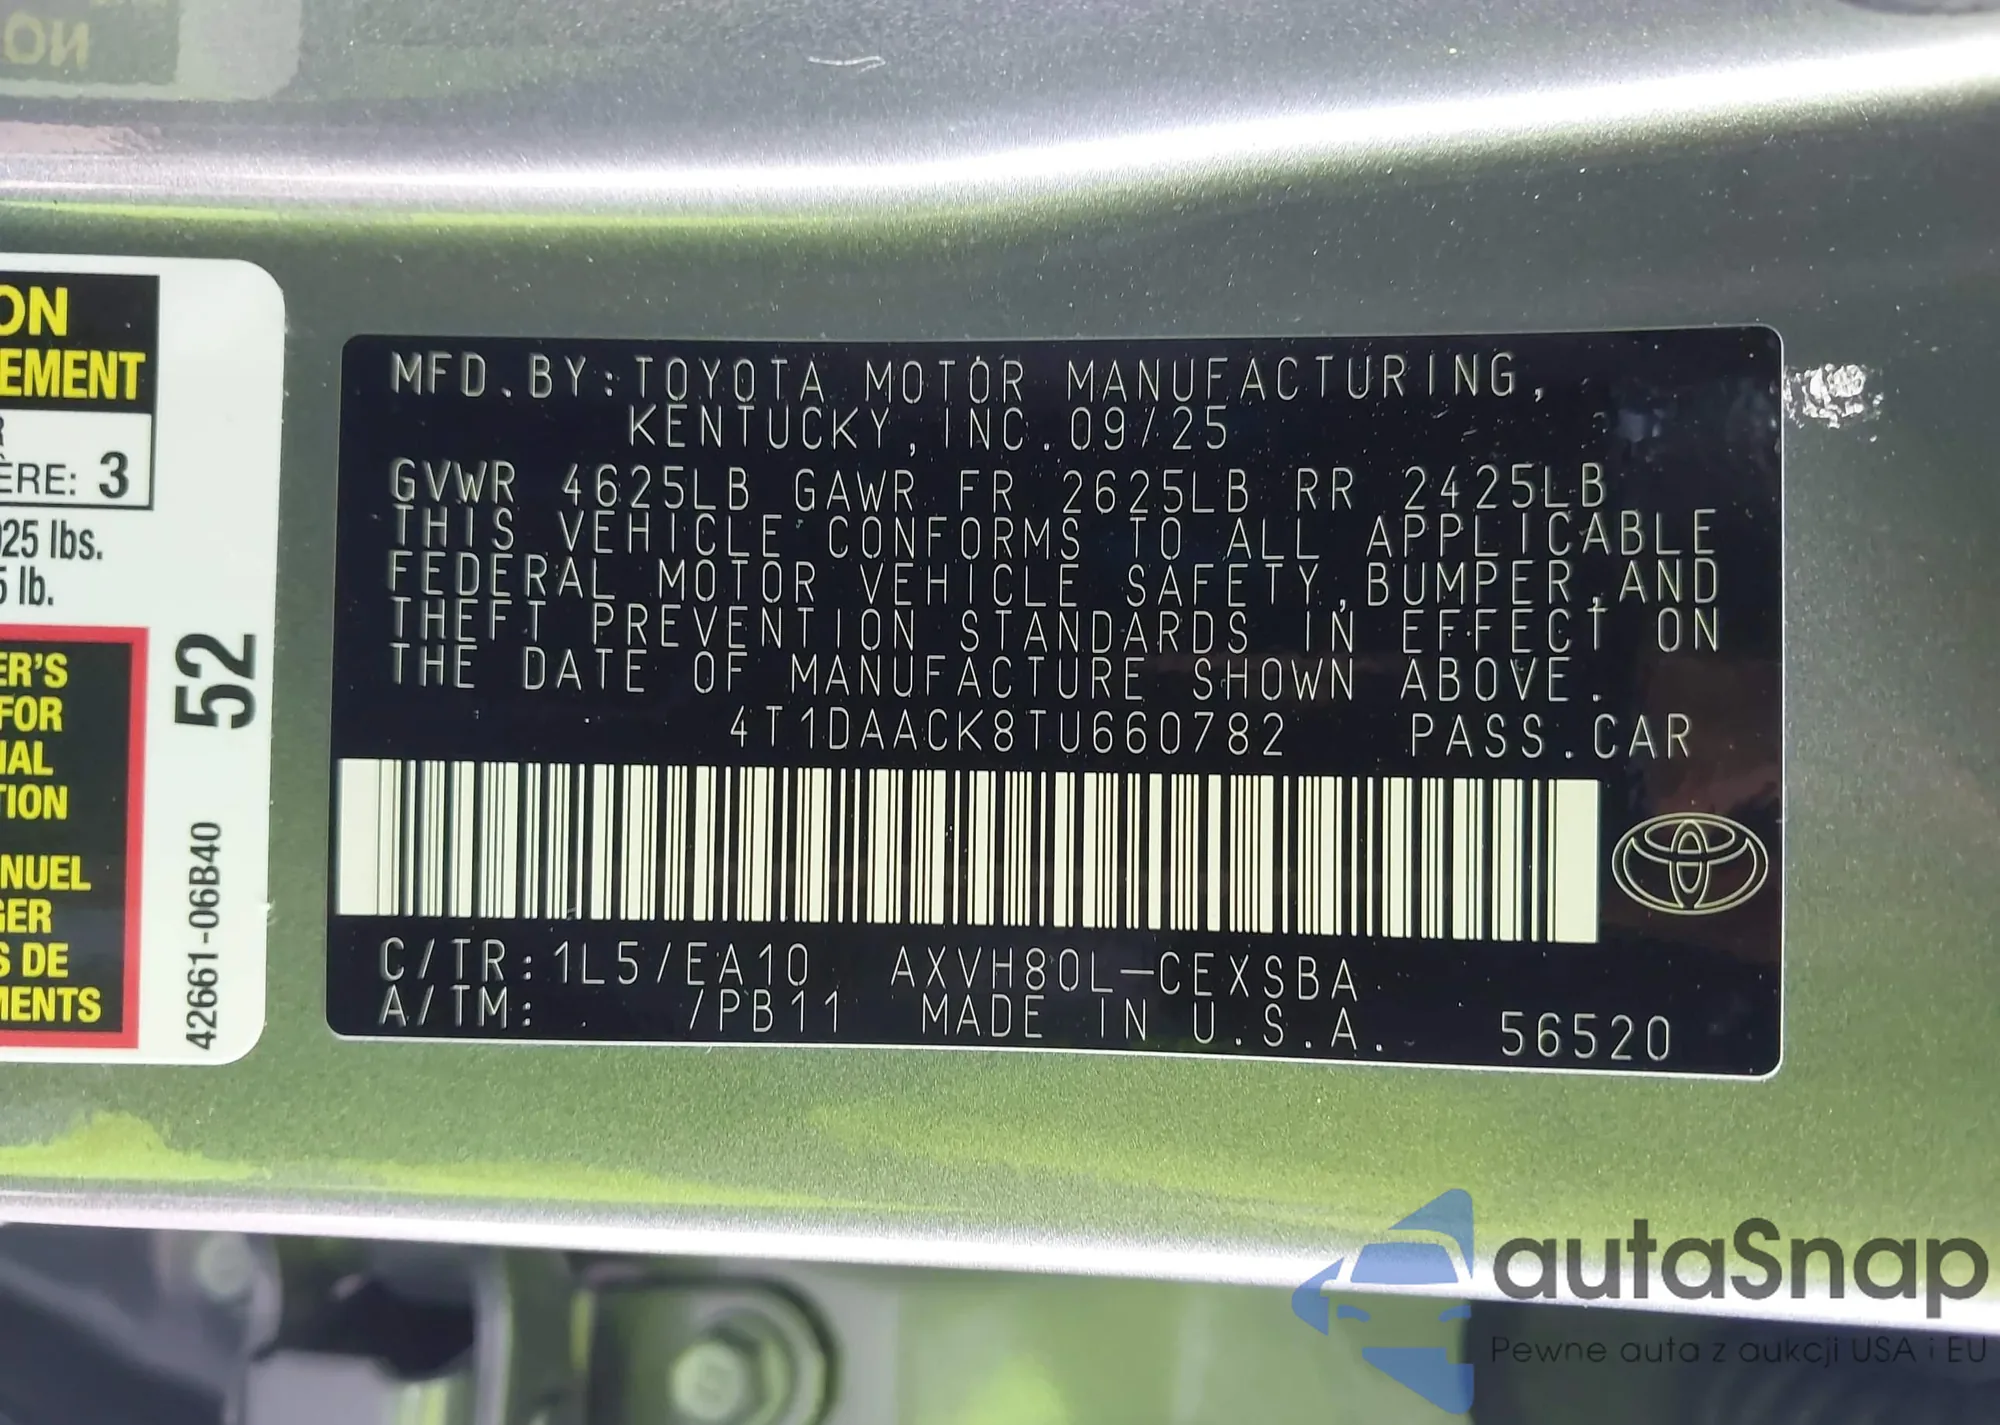 ON
ON
EMENT
R
ÈRE: 3
025 lbs.
5 lb.
ER'S
FOR
NAL
TION
NUEL
GER
S DE
MENTS
52
42661-06B40
MFD.BY:TOYOTA MOTOR MANUFACTURING,
KENTUCKY,INC.09/25
GVWR 4625LB GAWR FR 2625LB RR 2425LB
THIS VEHICLE CONFORMS TO ALL APPLICABLE
FEDERAL MOTOR VEHICLE SAFETY,BUMPER,AND
THEFT PREVENTION STANDARDS IN EFFECT ON
THE DATE OF MANUFACTURE SHOWN ABOVE.
4T1DAACK8TU660782 PASS.CAR
C/TR:1L5/EA10 AXVH80L-CEXSBA
A/TM: /PB11 MADE IN U.S.A. 56520
autaSnap
Pewne auta z aukcji USA i EU